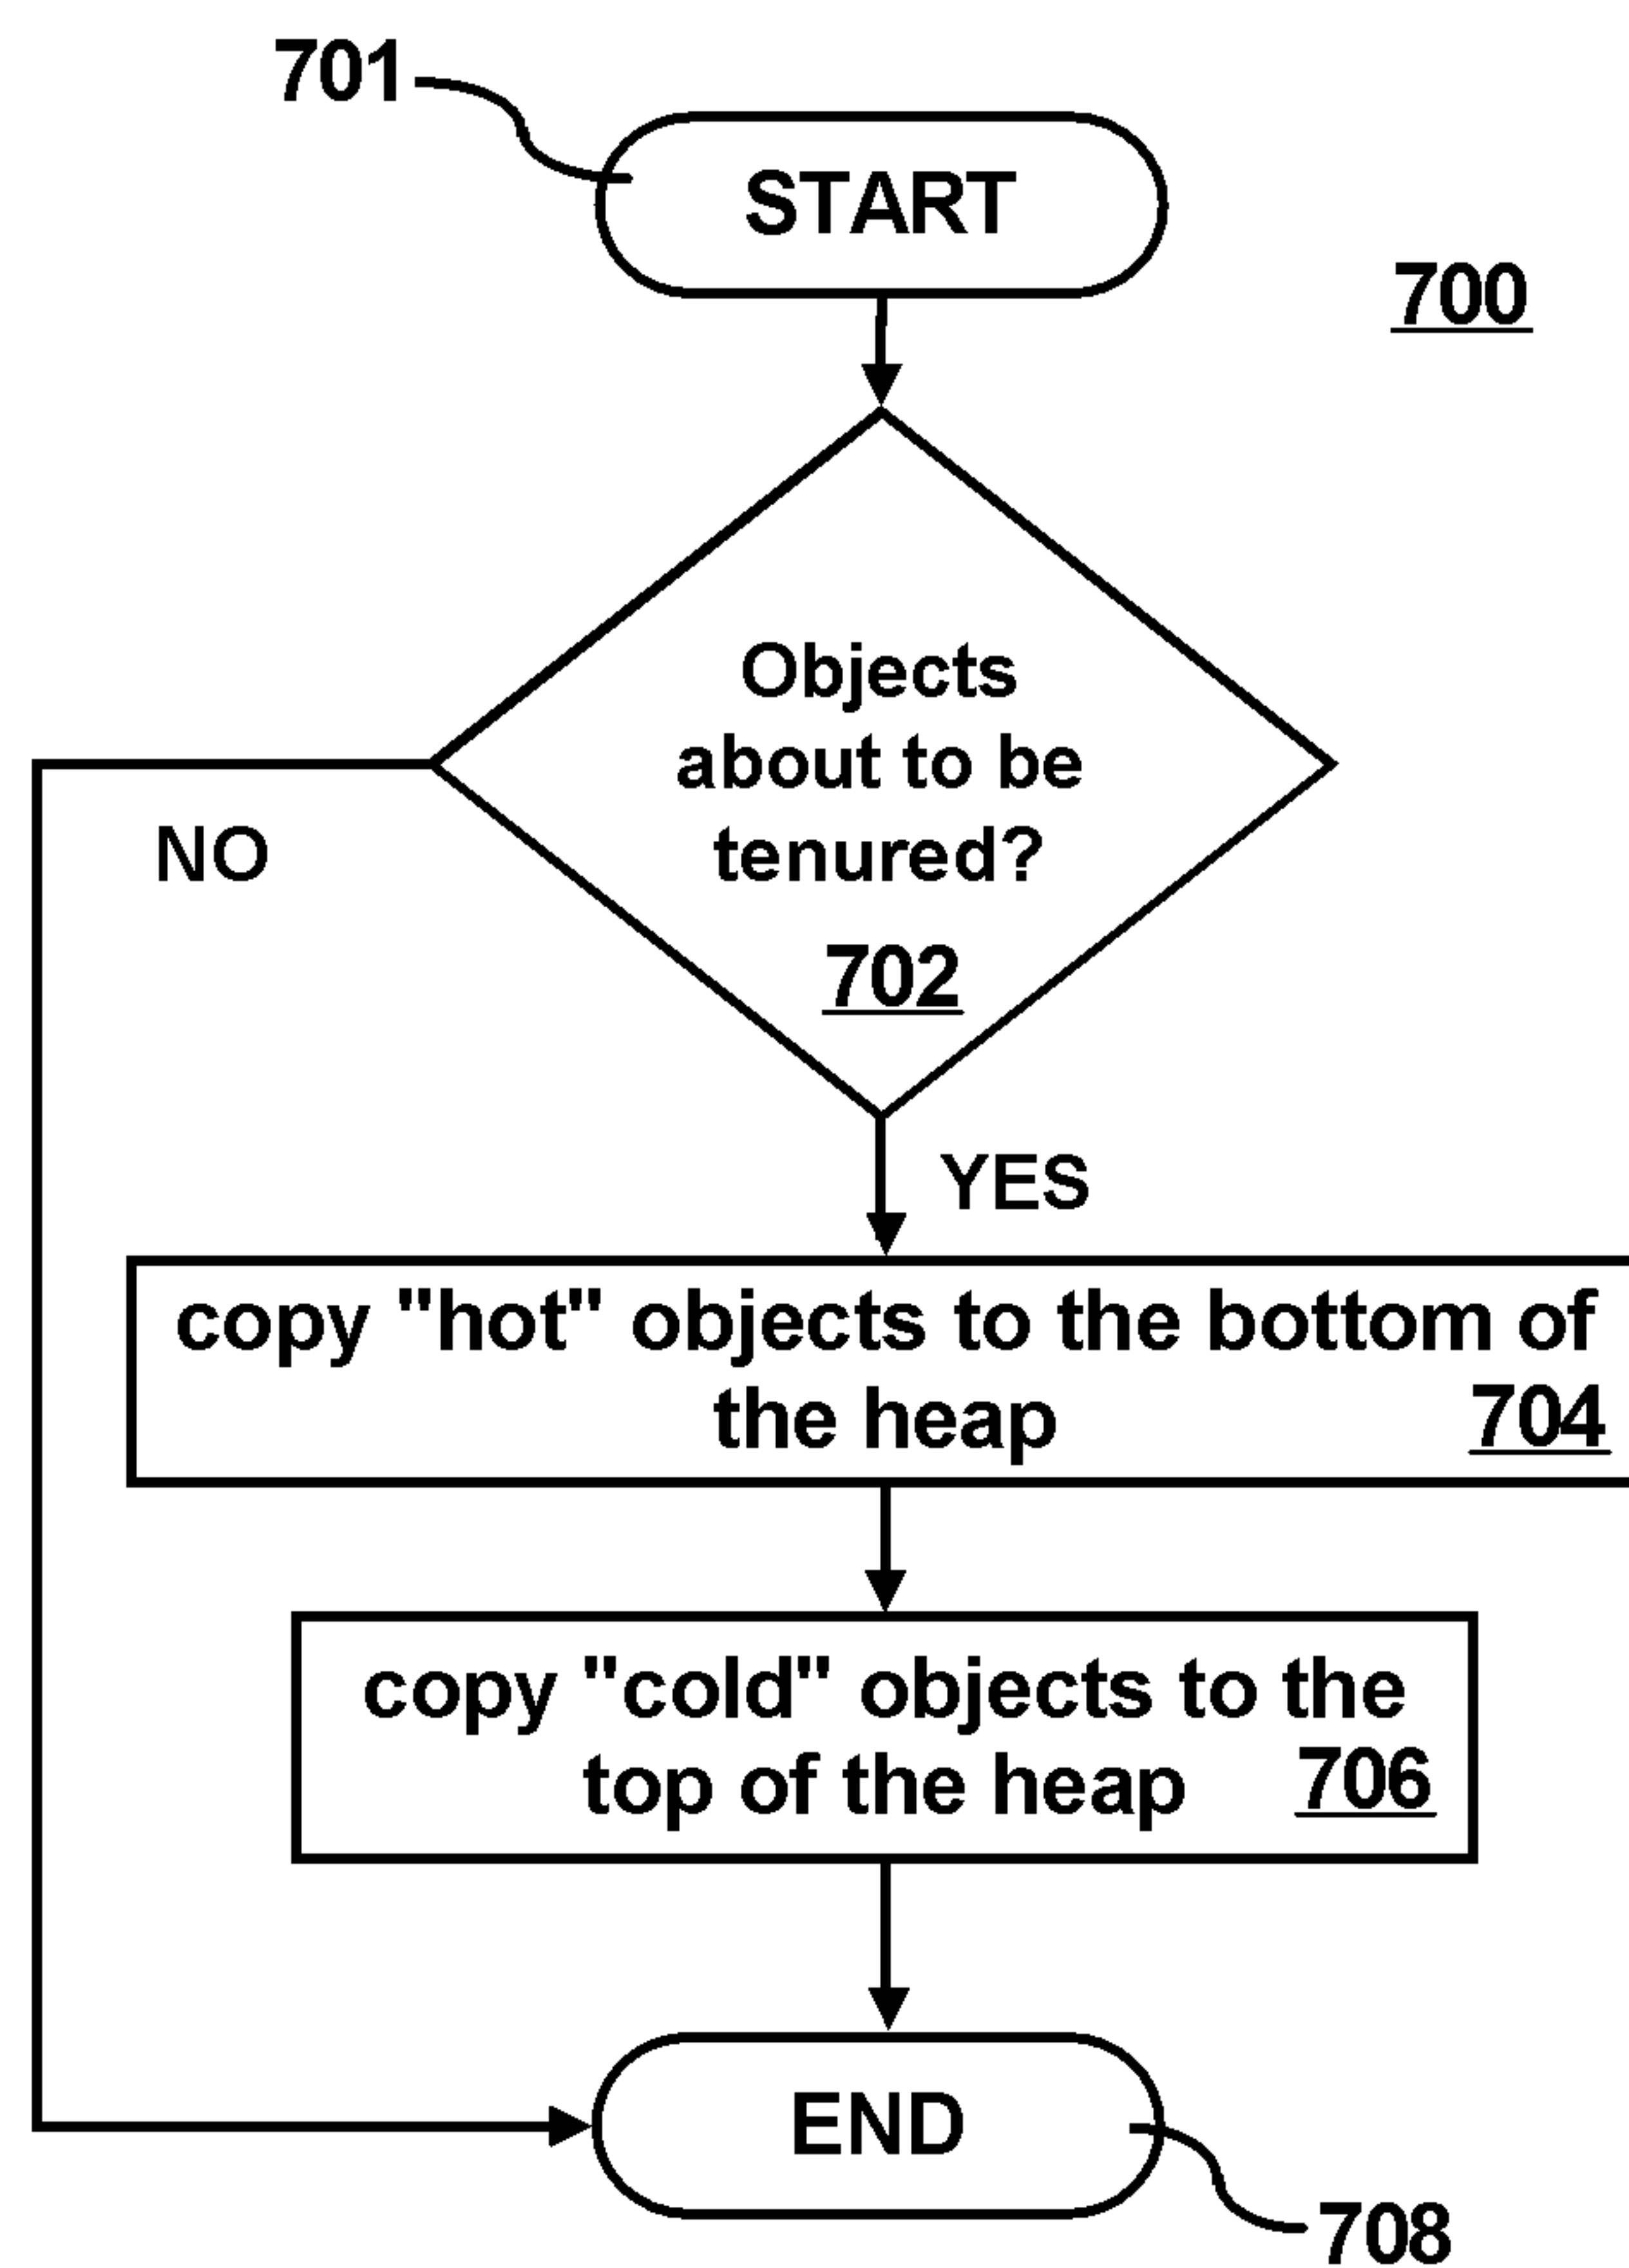 701
START
700
Objects
about to be
tenured?
702
NO
YES
copy "hot" objects to the bottom of
the heap 704
copy "cold" objects to the
top of the heap 706
END
708